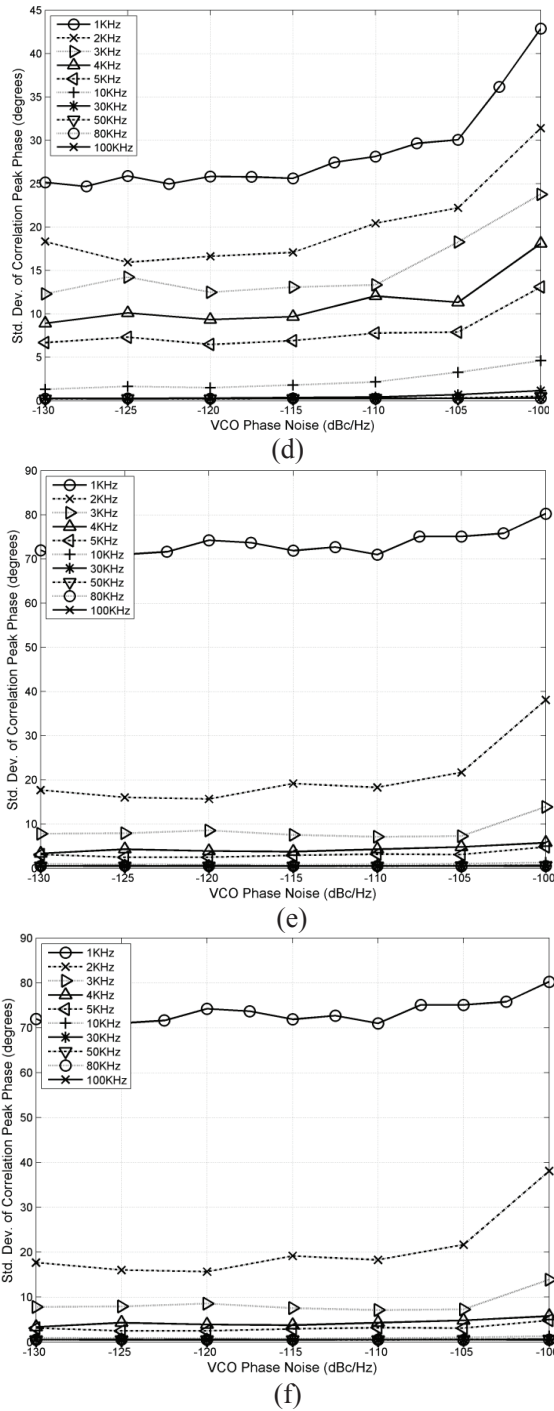 Std. Dev. of Correlation Peak Phase (degrees)
45
40
35
30
25
20
15
10
5
0
1KHz
2KHz
3KHz
4KHz
5KHz
10KHz
30KHz
50KHz
80KHz
100KHz
-130 -125 -120 -115 -110 -105 -100
VCO Phase Noise (dBc/Hz)
(d)
Std. Dev. of Correlation Peak Phase (degrees)
90
80
70
60
50
40
30
20
10
0
1KHz
2KHz
3KHz
4KHz
5KHz
10KHz
30KHz
50KHz
80KHz
100KHz
-130 -125 -120 -115 -110 -105 -100
VCO Phase Noise (dBc/Hz)
(e)
Std. Dev. of Correlation Peak Phase (degrees)
90
80
70
60
50
40
30
20
10
0
1KHz
2KHz
3KHz
4KHz
5KHz
10KHz
30KHz
50KHz
80KHz
100KHz
-130 -125 -120 -115 -110 -105 -100
VCO Phase Noise (dBc/Hz)
(f)